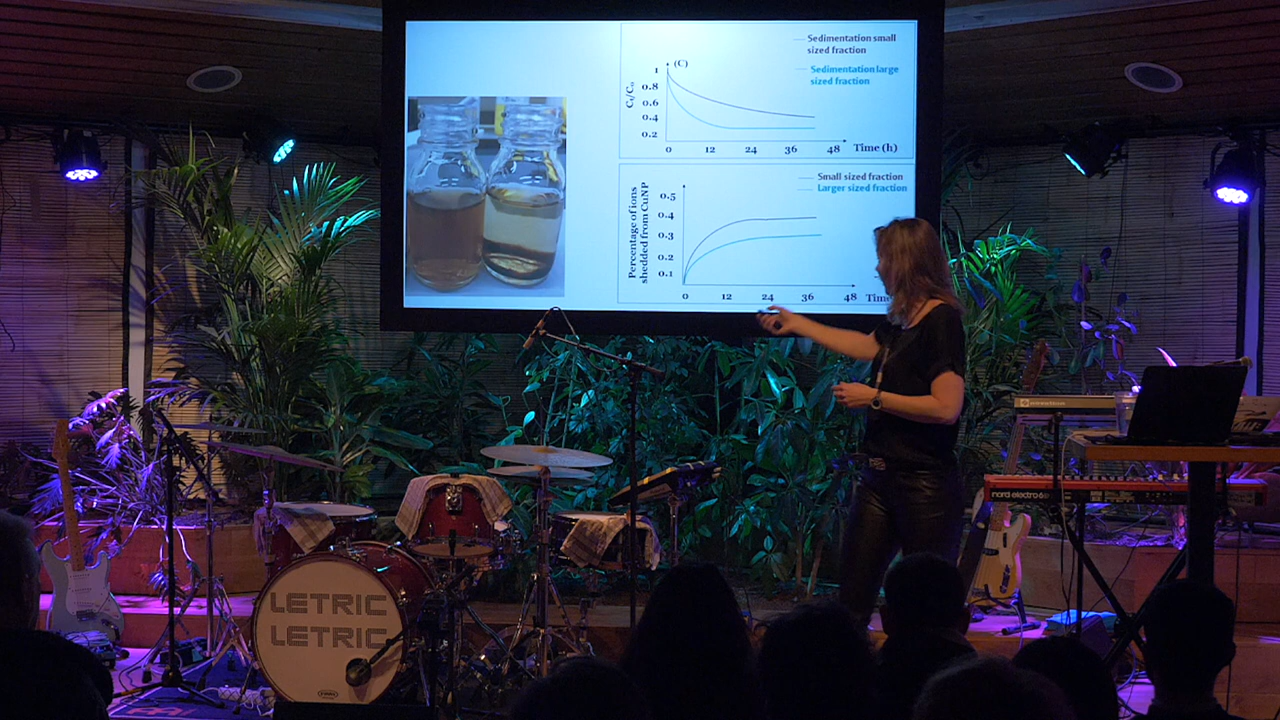 Sedimentation small
sized fraction
Sedimentation large
sized fraction
(C)
Ct/C0
1
0.8
0.6
0.4
0.2
0 12 24 36 48 Time (h)
Small sized fraction
Larger sized fraction
Percentage of ions
shedded from CuNP
0.5
0.4
0.3
0.2
0.1
0 12 24 36 48 Time
LETRIC
LETRIC
nord electro